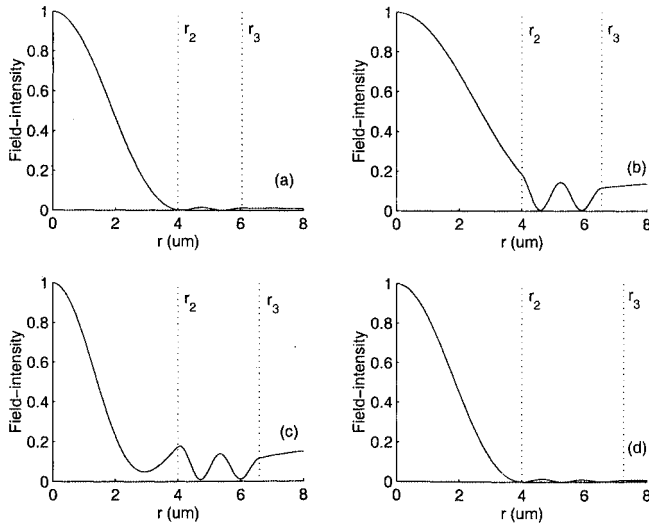 1
0.8
0.6
0.4
0.2
0
Field-intensity
r₂
r₃
(a)
0 2 4 6 8
r (um)
1
0.8
0.6
0.4
0.2
0
Field-intensity
r₂
r₃
(b)
0 2 4 6 8
r (um)
1
0.8
0.6
0.4
0.2
0
Field-intensity
r₂
r₃
(c)
0 2 4 6 8
r (um)
1
0.8
0.6
0.4
0.2
0
Field-intensity
r₂
r₃
(d)
0 2 4 6 8
r (um)